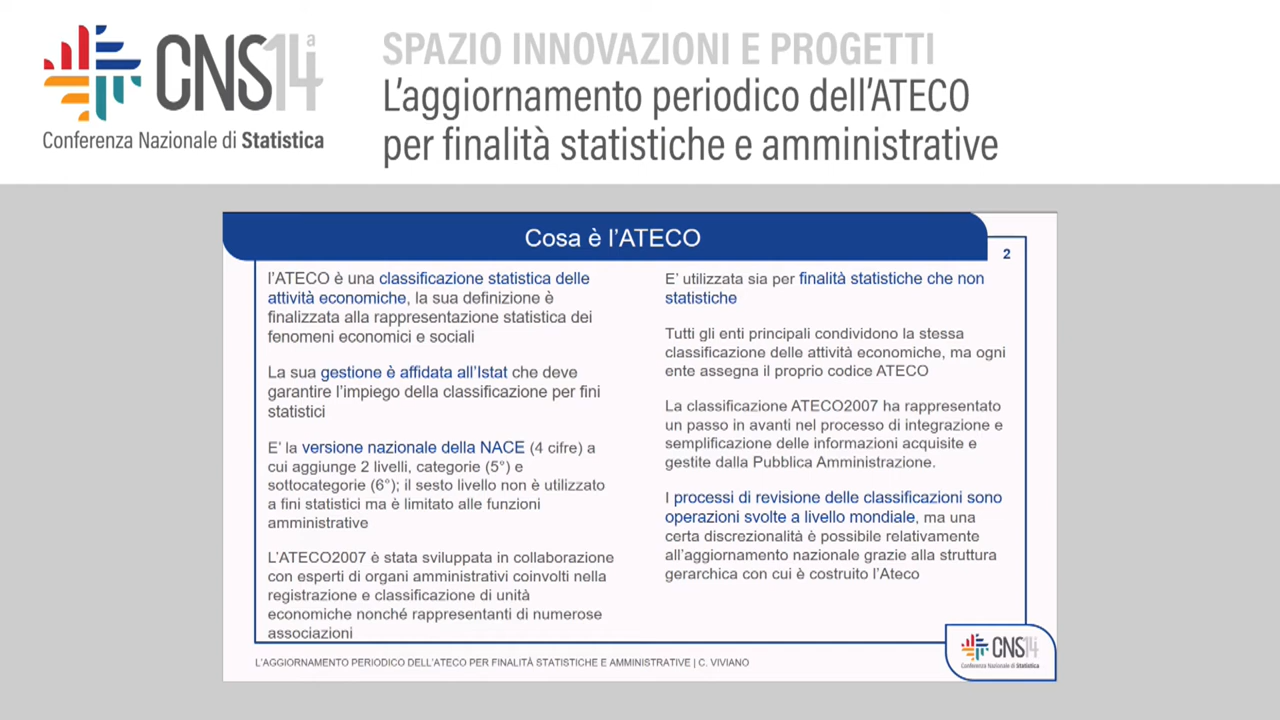 CNS14a
Conferenza Nazionale di Statistica
SPAZIO INNOVAZIONI E PROGETTI
L'aggiornamento periodico dell'ATECO
per finalità statistiche e amministrative
Cosa è l'ATECO
2
l'ATECO è una classificazione statistica delle
attività economiche, la sua definizione è
finalizzata alla rappresentazione statistica dei
fenomeni economici e sociali
La sua gestione è affidata all'Istat che deve
garantire l'impiego della classificazione per fini
statistici
E' la versione nazionale della NACE (4 cifre) a
cui aggiunge 2 livelli, categorie (5°) e
sottocategorie (6°); il sesto livello non è utilizzato
a fini statistici ma è limitato alle funzioni
amministrative
L'ATECO2007 è stata sviluppata in collaborazione
con esperti di organi amministrativi coinvolti nella
registrazione e classificazione di unità
economiche nonché rappresentanti di numerose
associazioni
E' utilizzata sia per finalità statistiche che non
statistiche
Tutti gli enti principali condividono la stessa
classificazione delle attività economiche, ma ogni
ente assegna il proprio codice ATECO
La classificazione ATECO2007 ha rappresentato
un passo in avanti nel processo di integrazione e
semplificazione delle informazioni acquisite e
gestite dalla Pubblica Amministrazione.
I processi di revisione delle classificazioni sono
operazioni svolte a livello mondiale, ma una
certa discrezionalità è possibile relativamente
all'aggiornamento nazionale grazie alla struttura
gerarchica con cui è costruito l'Ateco
L'AGGIORNAMENTO PERIODICO DELL'ATECO PER FINALITÀ STATISTICHE E AMMINISTRATIVE | C. VIVIANO
CNS14a
Conferenza Nazionale di Statistica